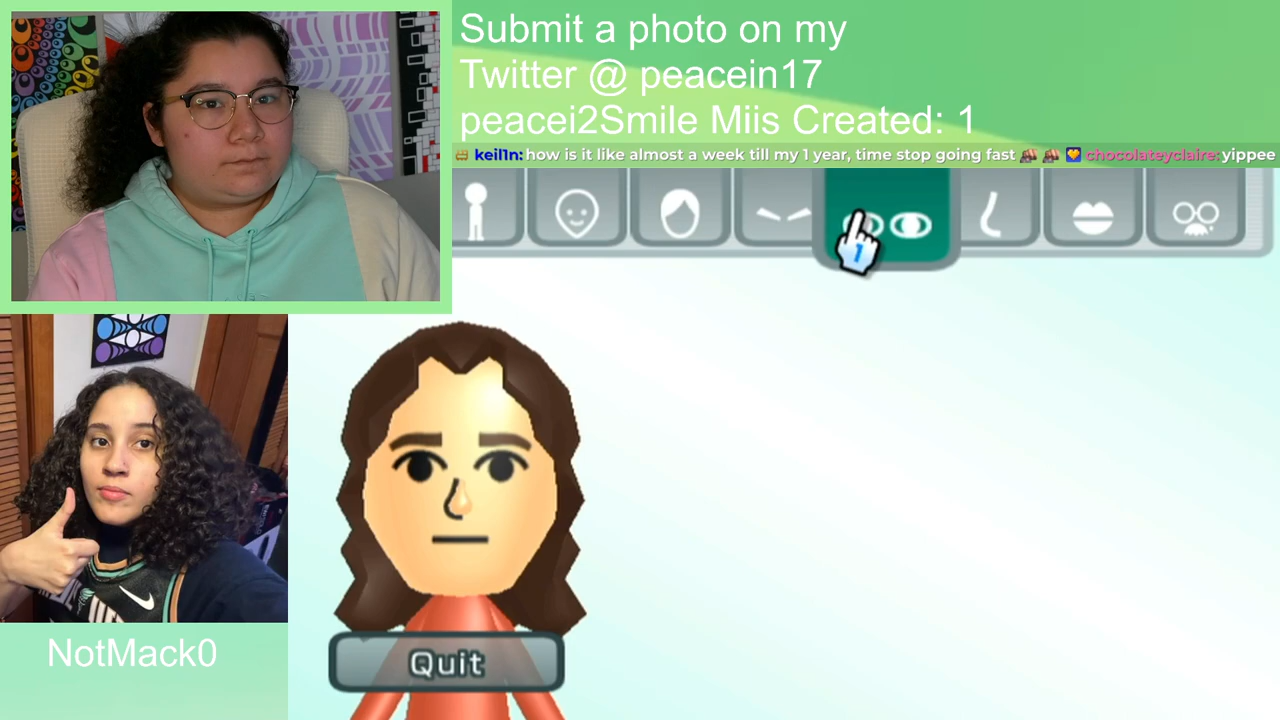 Submit a photo on my
Twitter @ peacein17
peacei2Smile Miis Created: 1
keil1n: how is it like almost a week till my 1 year, time stop going fast chocolateyclaire: yippee
1
Quit
NotMack0